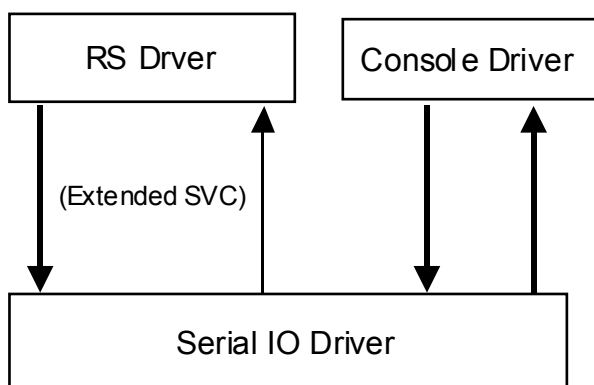 RS Drver
Console Driver
(Extended SVC)
Serial IO Driver